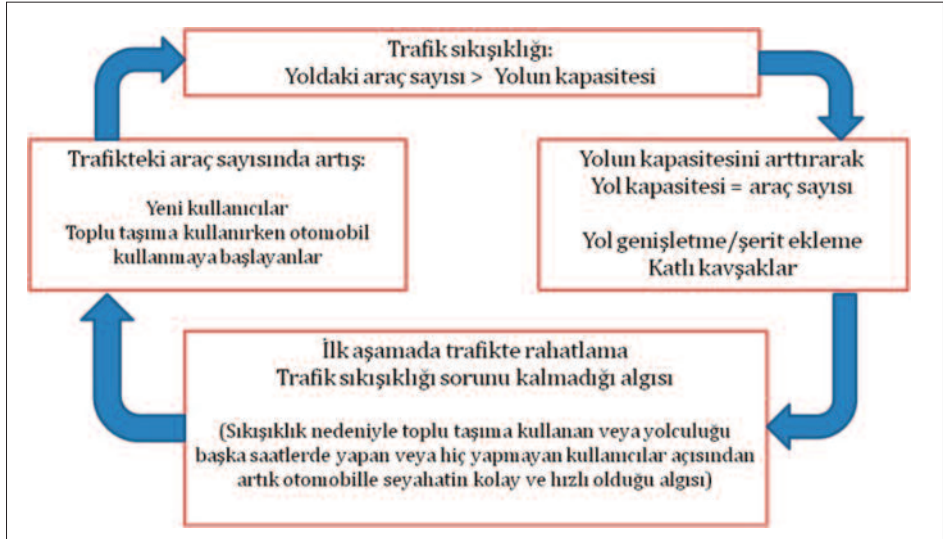 Trafik sıkışıklığı:
Yoldaki araç sayısı > Yolun kapasitesi
Yolun kapasitesini arttırarak
Yol kapasitesi = araç sayısı
Yol genişletme/şerit ekleme
Katlı kavşaklar
İlk aşamada trafikte rahatlama
Trafik sıkışıklığı sorunu kalmadığı algısı
(Sıkışıklık nedeniyle toplu taşıma kullanan veya yolculuğu
başka saatlerde yapan veya hiç yapmayan kullanıcılar açısından
artık otomobille seyahatin kolay ve hızlı olduğu algısı)
Trafikteki araç sayısında artış:
Yeni kullanıcılar
Toplu taşıma kullanırken otomobil
kullanmaya başlayanlar